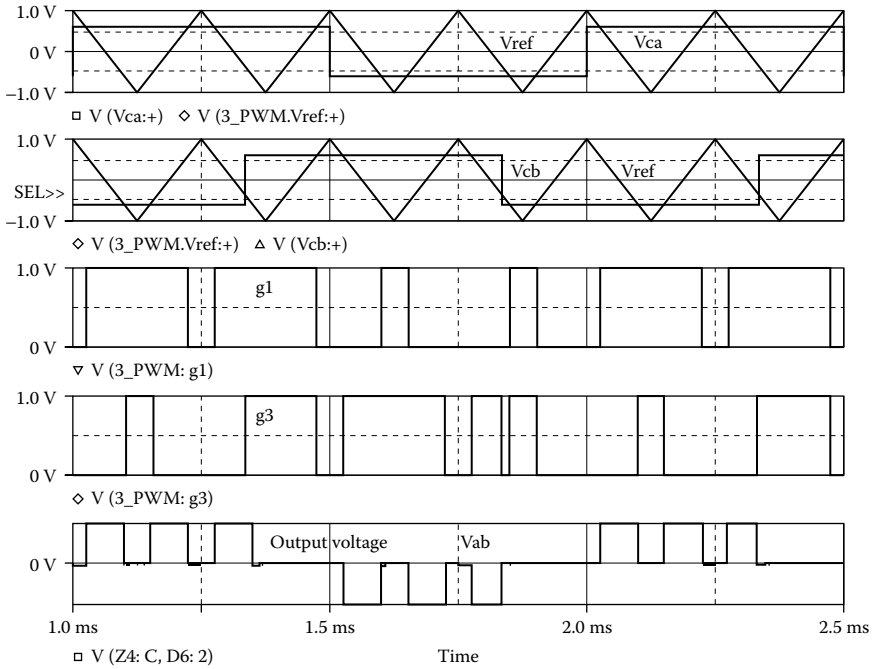 1.0 V
0 V
Vref Vca
−1.0 V
□ V (Vca:+) ◇ V (3_PWM.Vref:+)
1.0 V
Vcb Vref
SEL>>
−1.0 V
◇ V (3_PWM.Vref:+) △ V (Vcb:+)
1.0 V
g1
0 V
▽ V (3_PWM: g1)
1.0 V
g3
0 V
◇ V (3_PWM: g3)
Output voltage Vab
0 V
1.0 ms 1.5 ms 2.0 ms 2.5 ms
□ V (Z4: C, D6: 2) Time